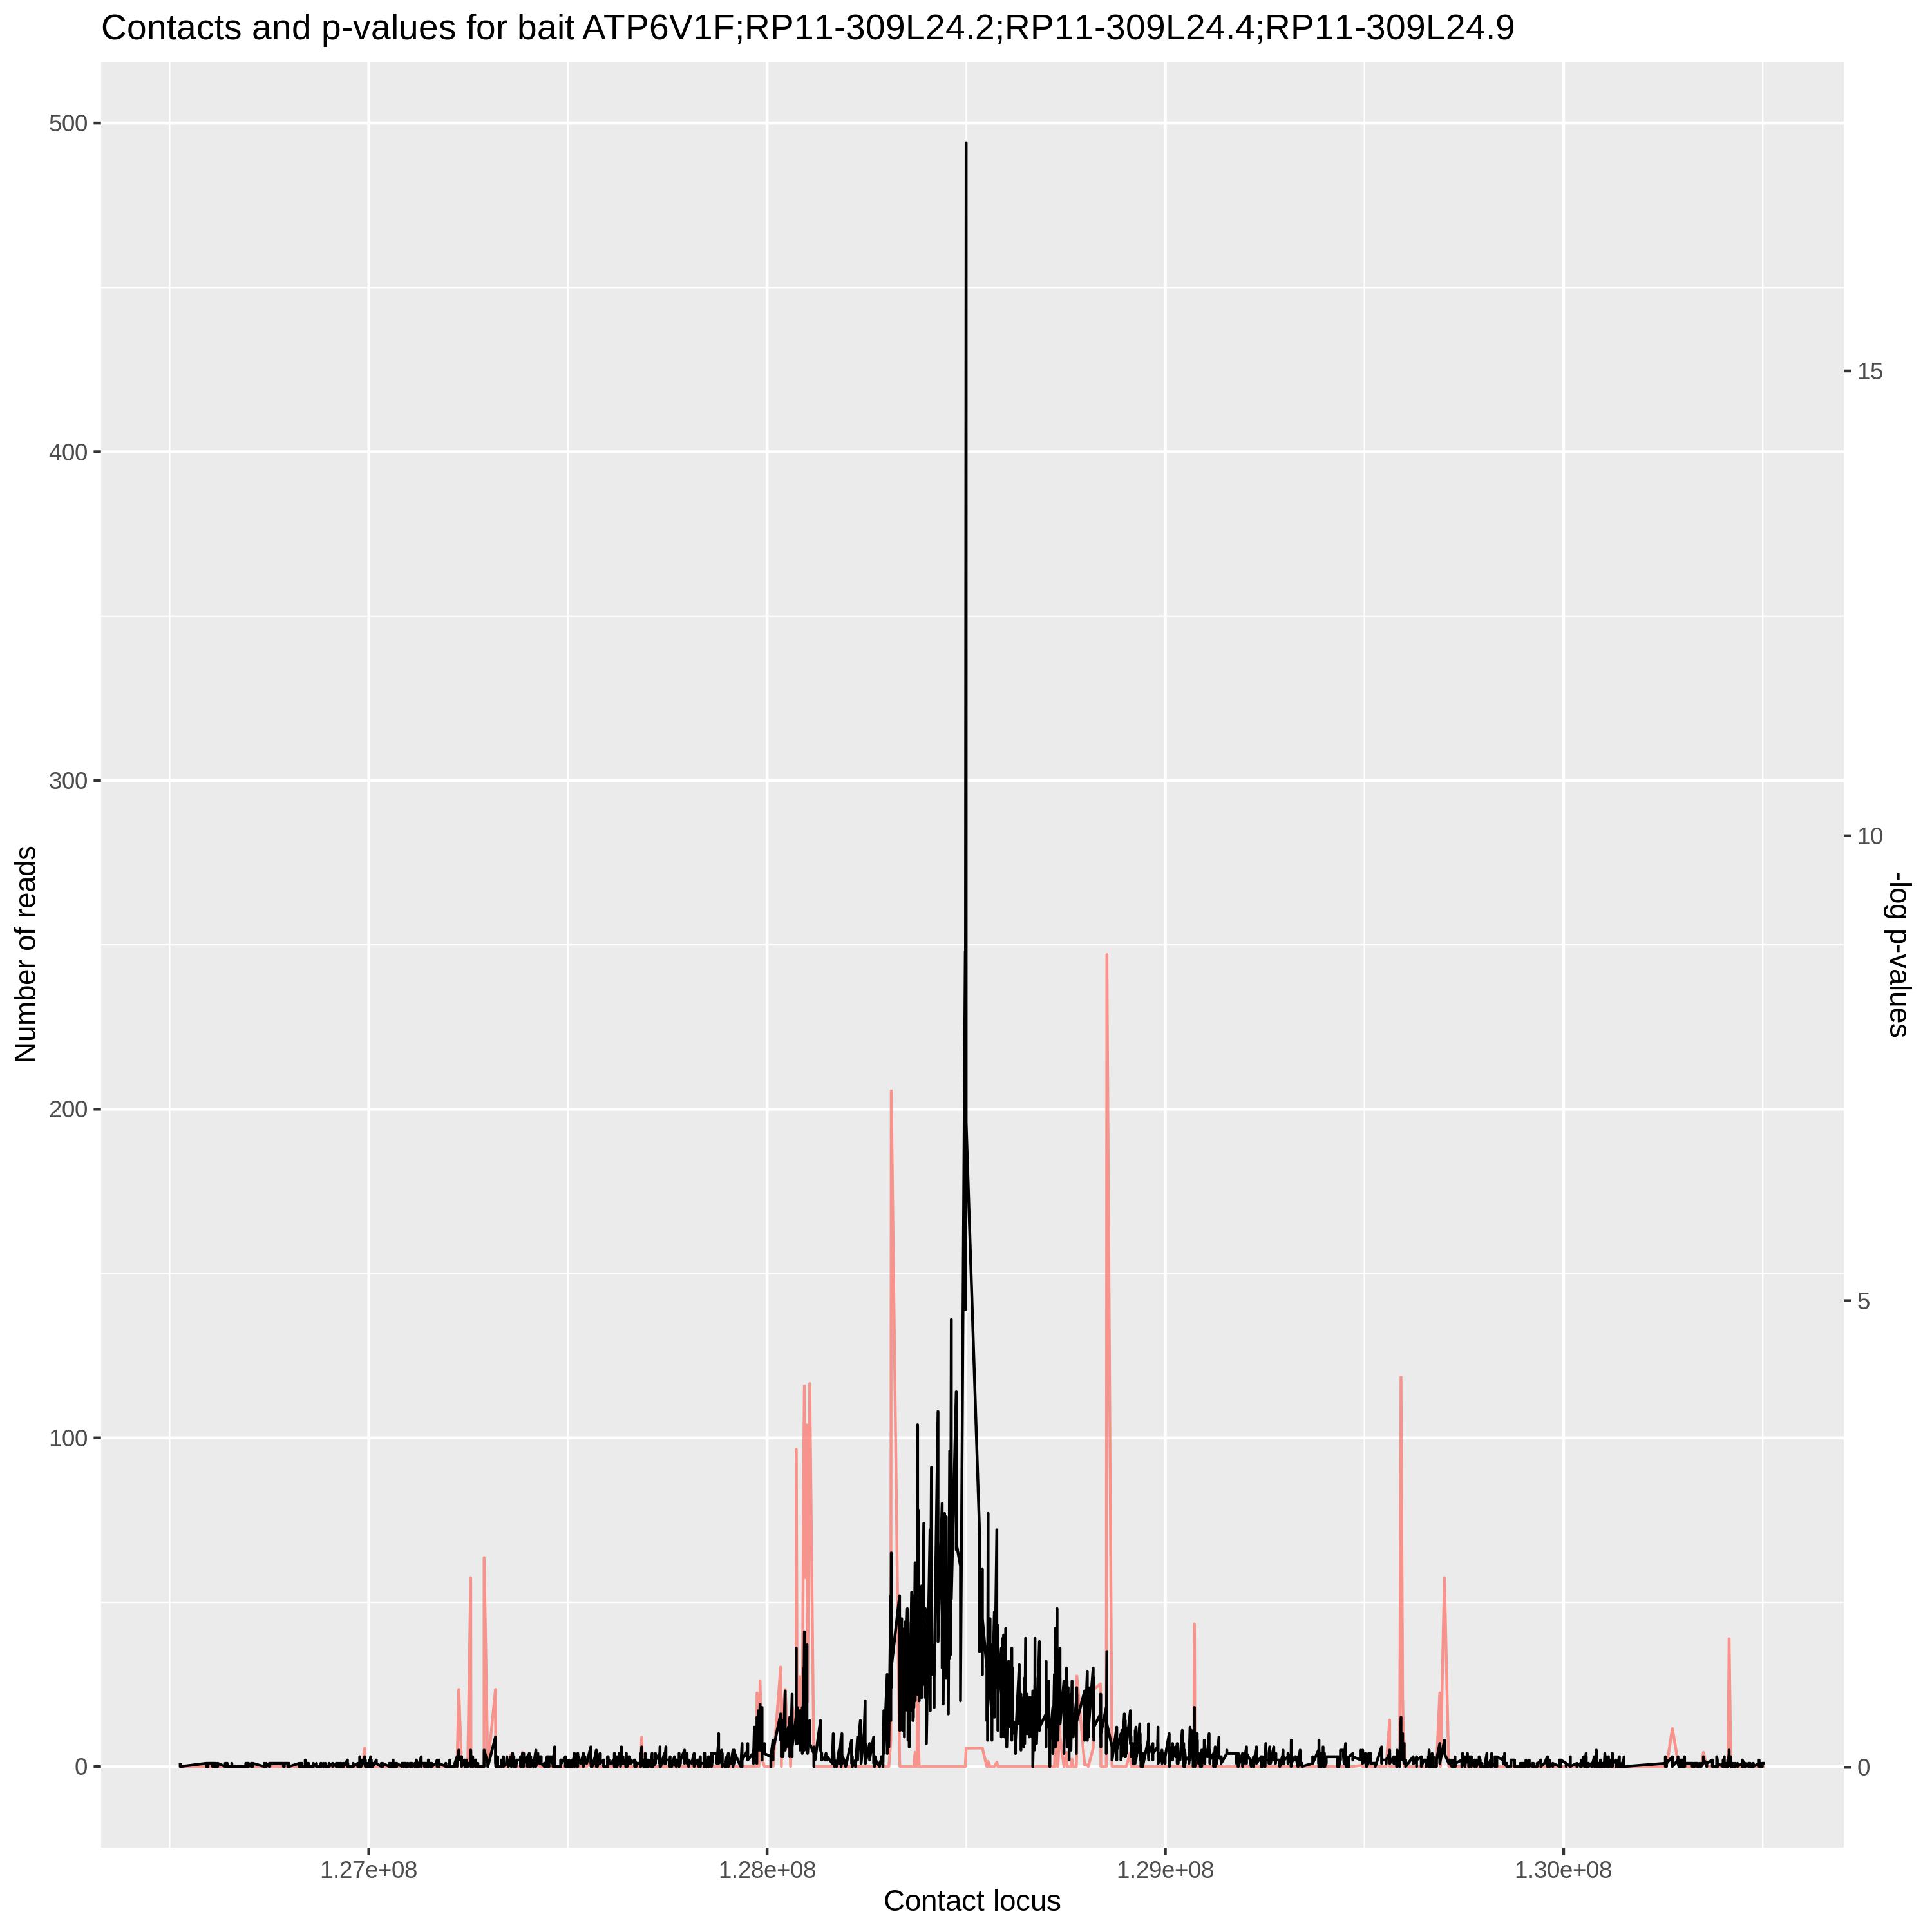 Contacts and p-values for bait ATP6V1F;RP11-309L24.2;RP11-309L24.4;RP11-309L24.9
500
400
300
200
100
0
Number of reads
15
10
5
0
-log p-values
1.27e+08 1.28e+08 1.29e+08 1.30e+08
Contact locus